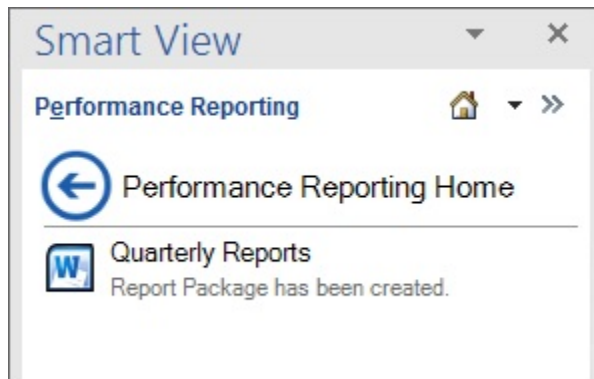 Smart View
Performance Reporting
Performance Reporting Home
W
Quarterly Reports
Report Package has been created.